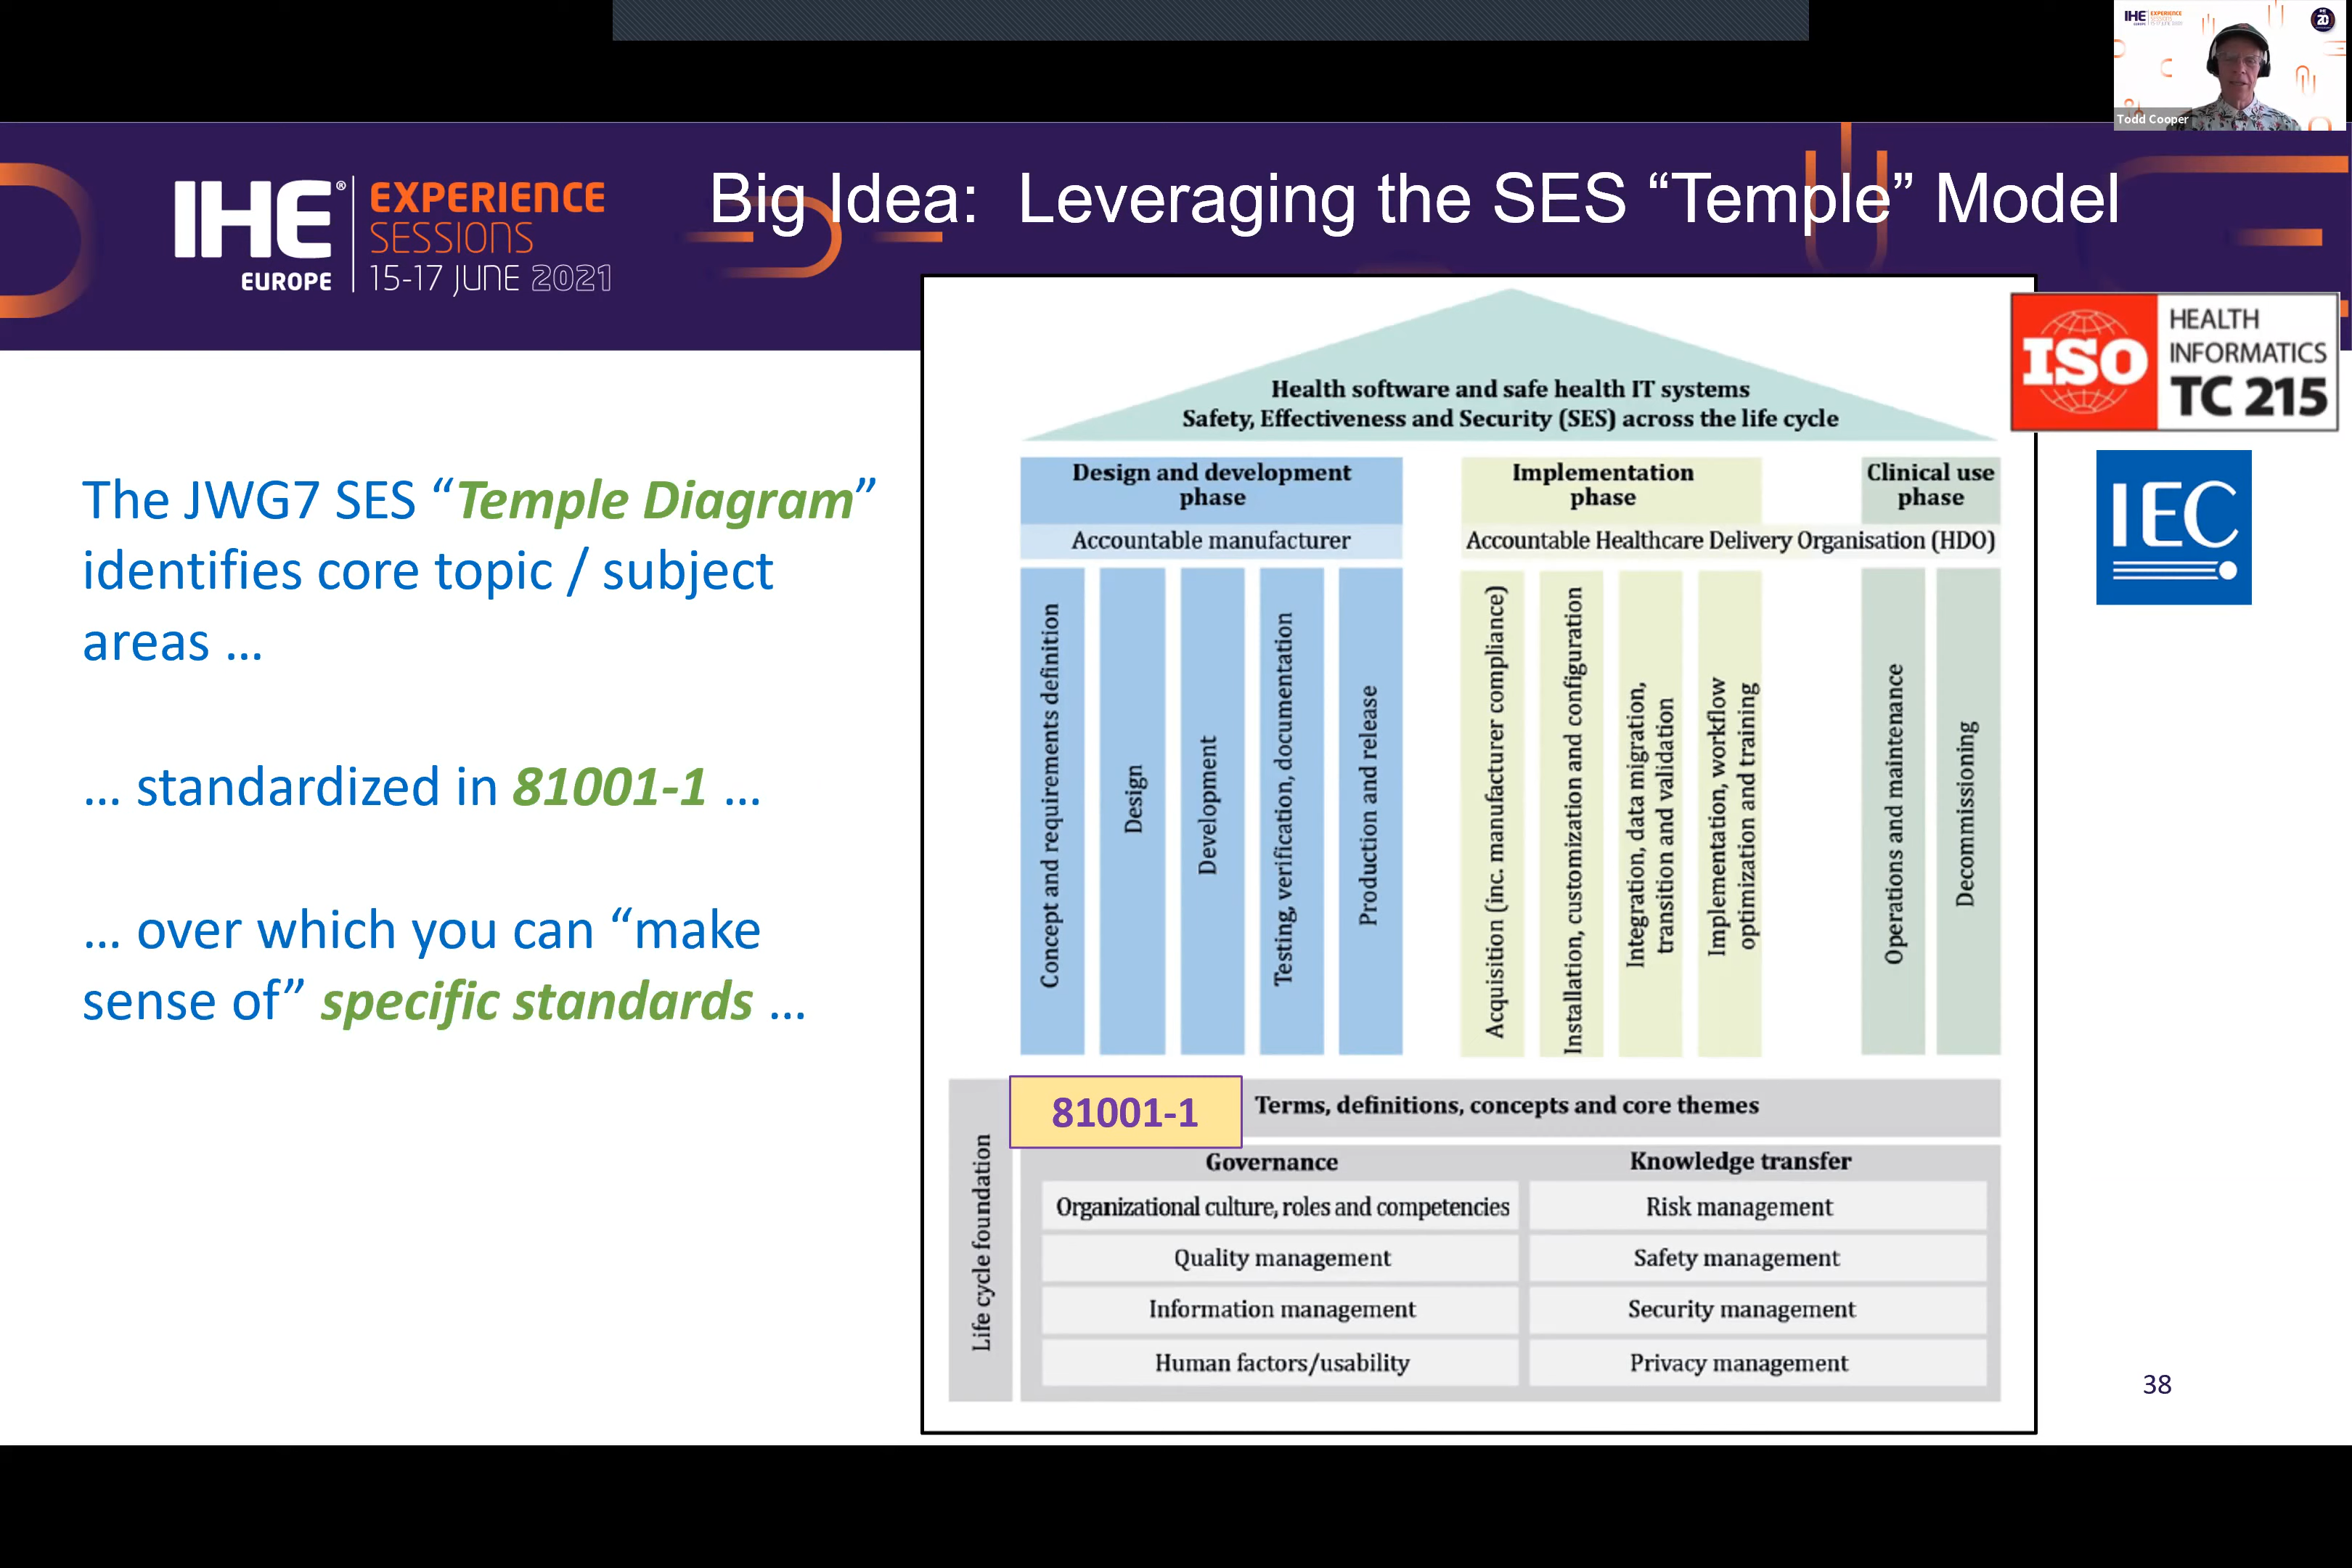 IHE EXPERIENCE
EUROPE
20
Todd Cooper
IHE® EXPERIENCE
SESSIONS
EUROPE 15-17 JUNE 2021
Big Idea:  Leveraging the SES “Temple” Model
ISO HEALTH
INFORMATICS
TC 215
IEC
The JWG7 SES “Temple Diagram”
identifies core topic / subject
areas …
… standardized in 81001-1 …
… over which you can “make
sense of” specific standards …
Health software and safe health IT systems
Safety, Effectiveness and Security (SES) across the life cycle
Design and development
phase
Accountable manufacturer
Implementation
phase
Clinical use
phase
Accountable Healthcare Delivery Organisation (HDO)
Concept and requirements definition
Design
Development
Testing, verification, documentation
Production and release
Acquisition (inc. manufacturer compliance)
Installation, customization and configuration
Integration, data migration,
transition and validation
Implementation, workflow
optimization and training
Operations and maintenance
Decommissioning
81001-1
Terms, definitions, concepts and core themes
Life cycle foundation
Governance
Knowledge transfer
Organizational culture, roles and competencies
Risk management
Quality management
Safety management
Information management
Security management
Human factors/usability
Privacy management
38